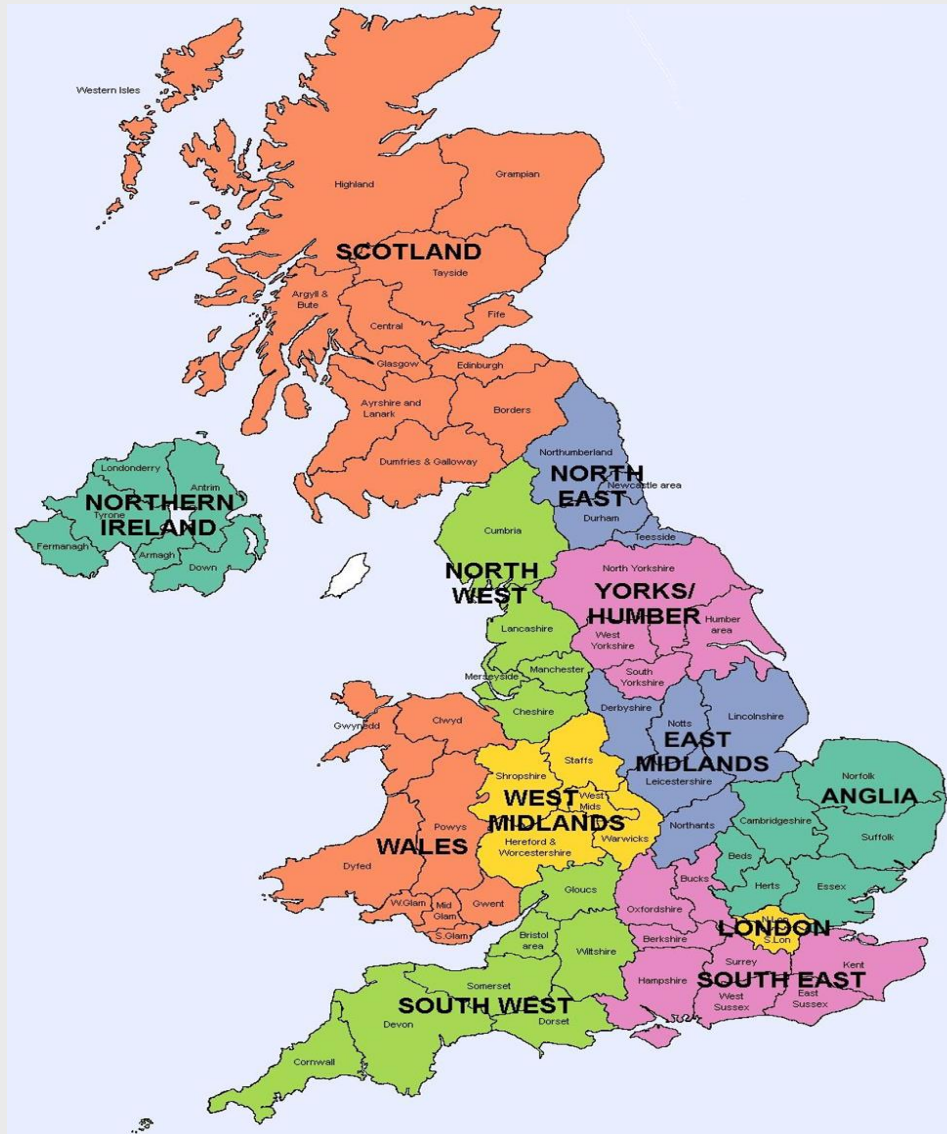 Western Isles
Highland
Grampian
SCOTLAND
Tayside
Argyll &
Bute
Central
Fife
Glasgow
Edinburgh
Ayrshire and
Lanark
Borders
Dumfries & Galloway
Londonderry
Antrim
NORTHERN
IRELAND
Tyrone
Fermanagh
Armagh
Down
Northumberland
NORTH
EAST
Newcastle area
Durham
Teesside
Cumbria
NORTH
WEST
Lancashire
Manchester
Merseyside
Cheshire
North Yorkshire
YORKS/
HUMBER
Humber
area
West
Yorkshire
South
Yorkshire
Derbyshire
Notts
Lincolnshire
EAST
MIDLANDS
Leicestershire
Northants
Gwynedd
Clwyd
Powys
WALES
Dyfed
W.Glam
Mid
Glam
S.Glam
Gwent
Staffs
Shropshire
WEST
MIDLANDS
West
Mids
Hereford &
Worcestershire
Warwicks
Norfolk
ANGLIA
Cambridgeshire
Suffolk
Beds
Herts
Essex
N.Lon
LONDON
S.Lon
Bucks
Oxfordshire
Berkshire
Hampshire
Surrey
Kent
SOUTH EAST
West
Sussex
East
Sussex
Gloucs
Bristol
area
Wiltshire
Somerset
SOUTH WEST
Dorset
Devon
Cornwall